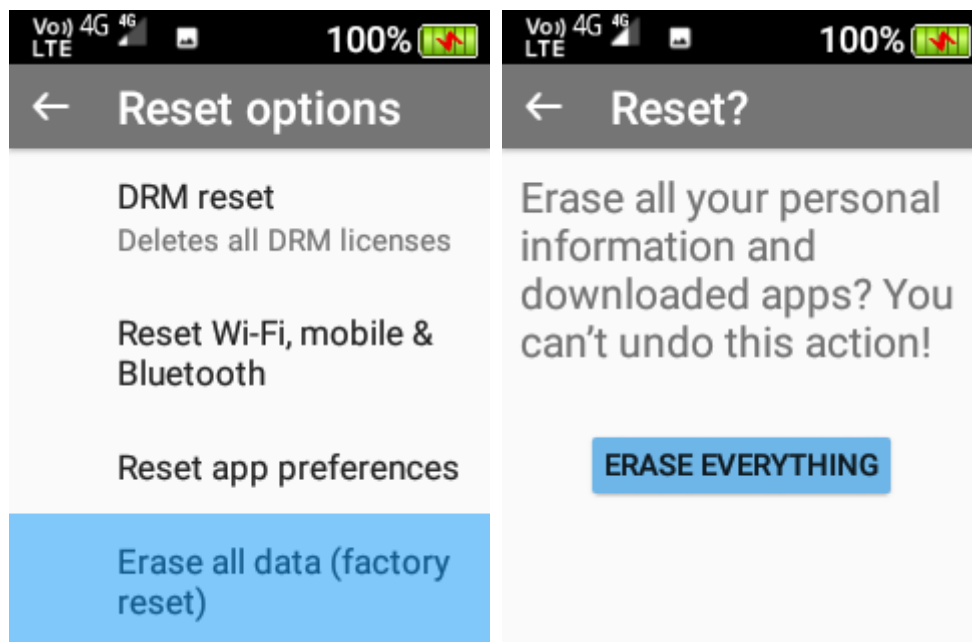 Vo)) 4G 4G 100%
LTE
← Reset options
DRM reset
Deletes all DRM licenses
Reset Wi-Fi, mobile &
Bluetooth
Reset app preferences
Erase all data (factory
reset)
Vo)) 4G 4G 100%
LTE
← Reset?
Erase all your personal
information and
downloaded apps? You
can’t undo this action!
ERASE EVERYTHING